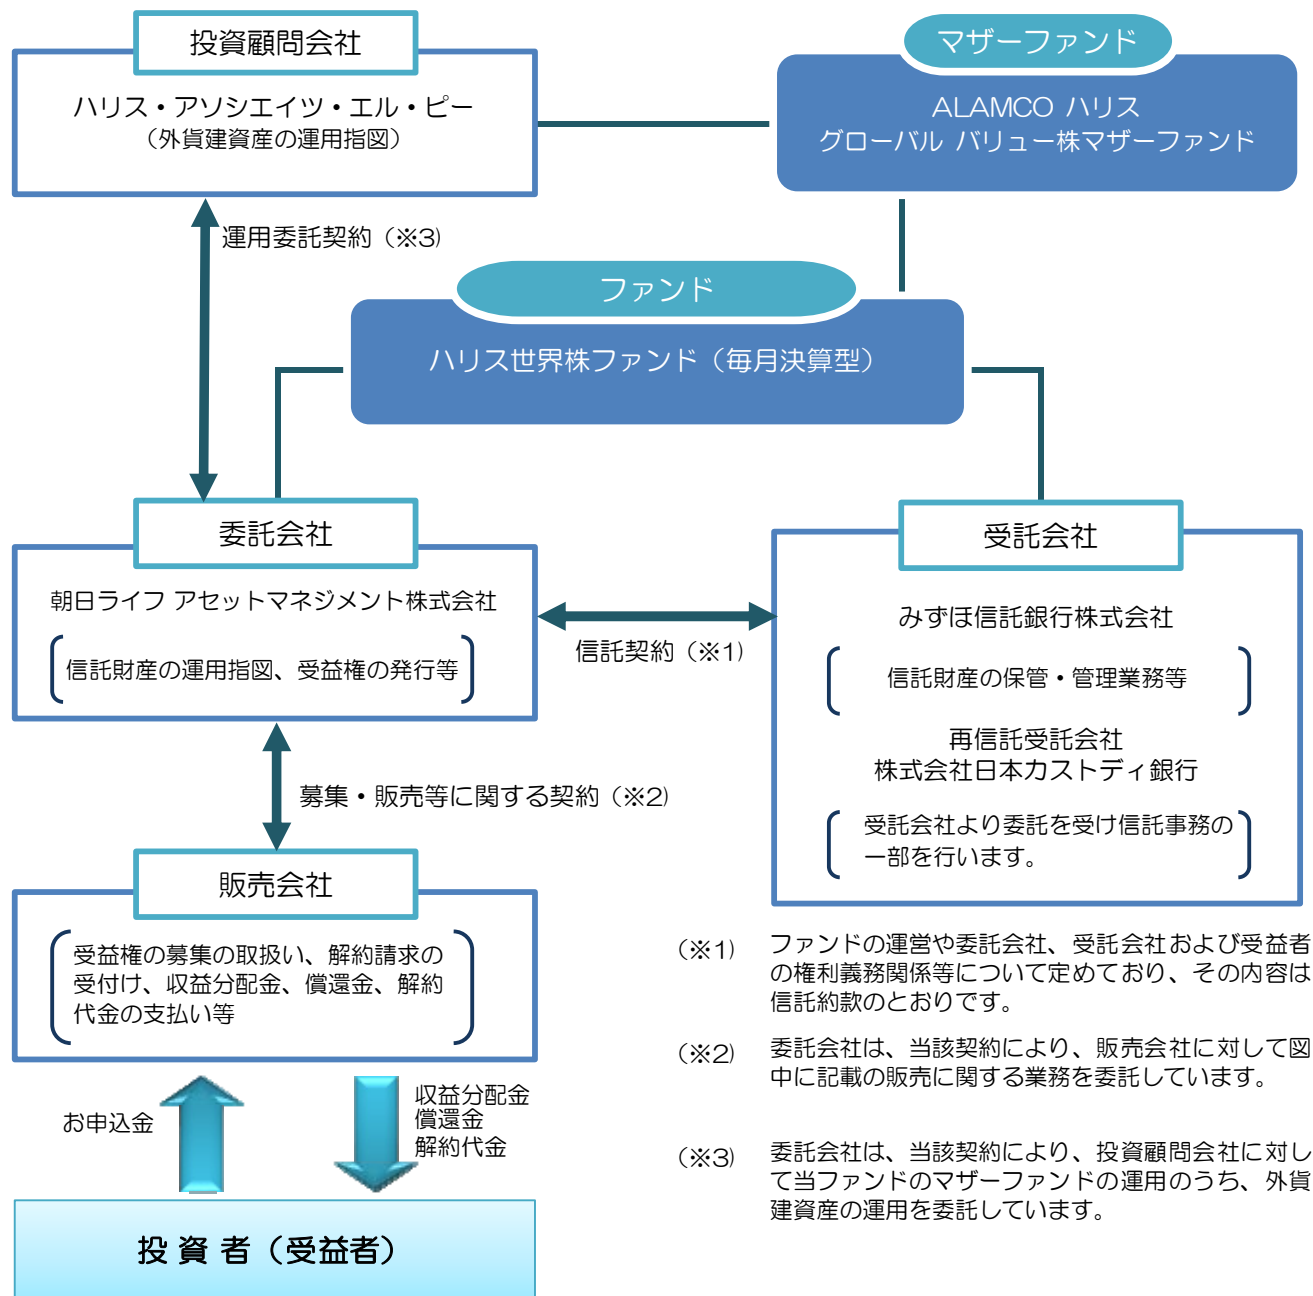 投資顧問会社
ハリス・アソシエイツ・エル・ピー
（外貨建資産の運用指図）
マザーファンド
ALAMCO ハリス
グローバル バリュー株マザーファンド
運用委託契約（※3）
ファンド
ハリス世界株ファンド（毎月決算型）
委託会社
朝日ライフ アセットマネジメント株式会社
信託財産の運用指図、受益権の発行等
信託契約（※1）
受託会社
みずほ信託銀行株式会社
信託財産の保管・管理業務等
再信託受託会社
株式会社日本カストディ銀行
受託会社より委託を受け信託事務の
一部を行います。
募集・販売等に関する契約（※2）
販売会社
受益権の募集の取扱い、解約請求の
受付け、収益分配金、償還金、解約
代金の支払い等
お申込金
収益分配金
償還金
解約代金
投 資 者（受益者）
（※1） ファンドの運営や委託会社、受託会社および受益者
の権利義務関係等について定めており、その内容は
信託約款のとおりです。
（※2） 委託会社は、当該契約により、販売会社に対して図
中に記載の販売に関する業務を委託しています。
（※3） 委託会社は、当該契約により、投資顧問会社に対し
て当ファンドのマザーファンドの運用のうち、外貨
建資産の運用を委託しています。